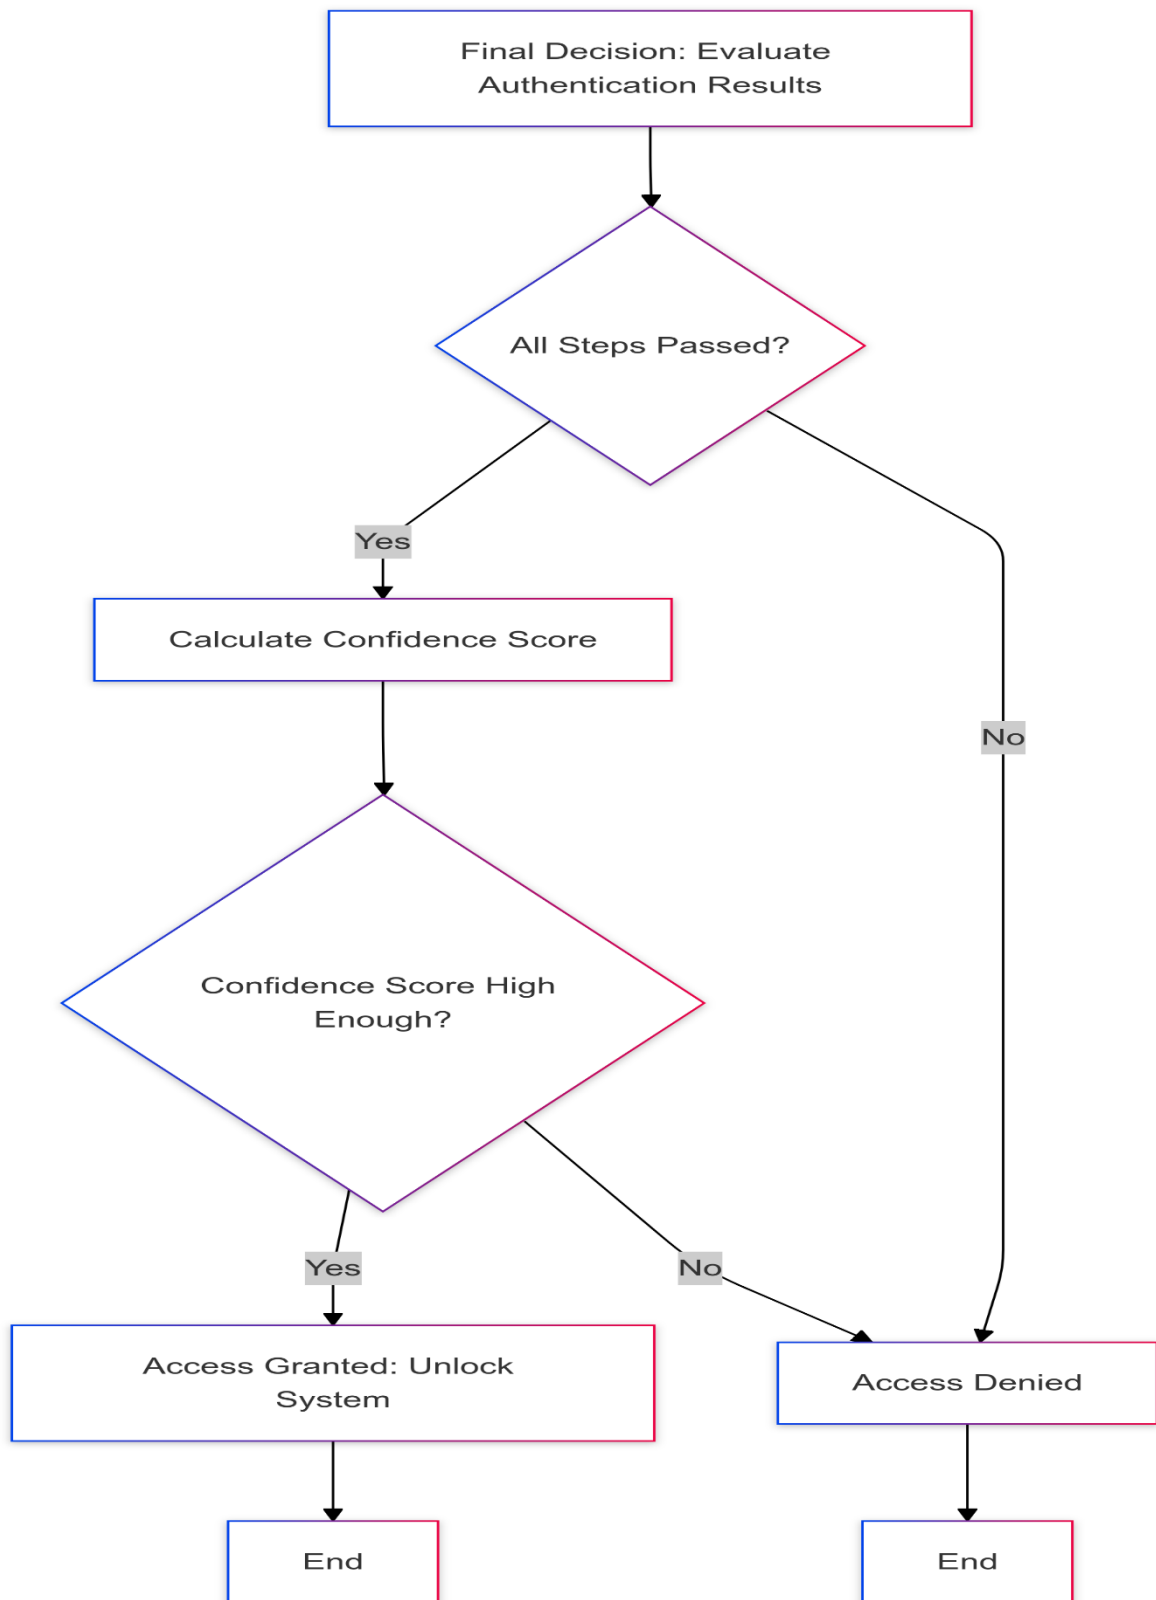 Final Decision: Evaluate
Authentication Results
All Steps Passed?
Yes
Calculate Confidence Score
No
Confidence Score High
Enough?
Yes
No
Access Granted: Unlock
System
Access Denied
End
End